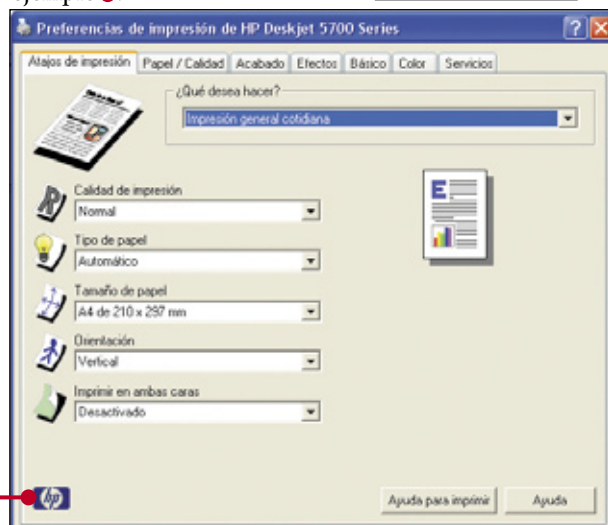 Preferencias de impresión de HP Deskjet 5700 Series
Atajos de impresión Papel / Calidad Acabado Efectos Básico Color Servicios
¿Qué desea hacer?
Impresión general cotidiana
Calidad de impresión
Normal
Tipo de papel
Automático
Tamaño de papel
A4 de 210 x 297 mm
Orientación
Vertical
Imprimir en ambas caras
Desactivado
hp
Ayuda para imprimir Ayuda